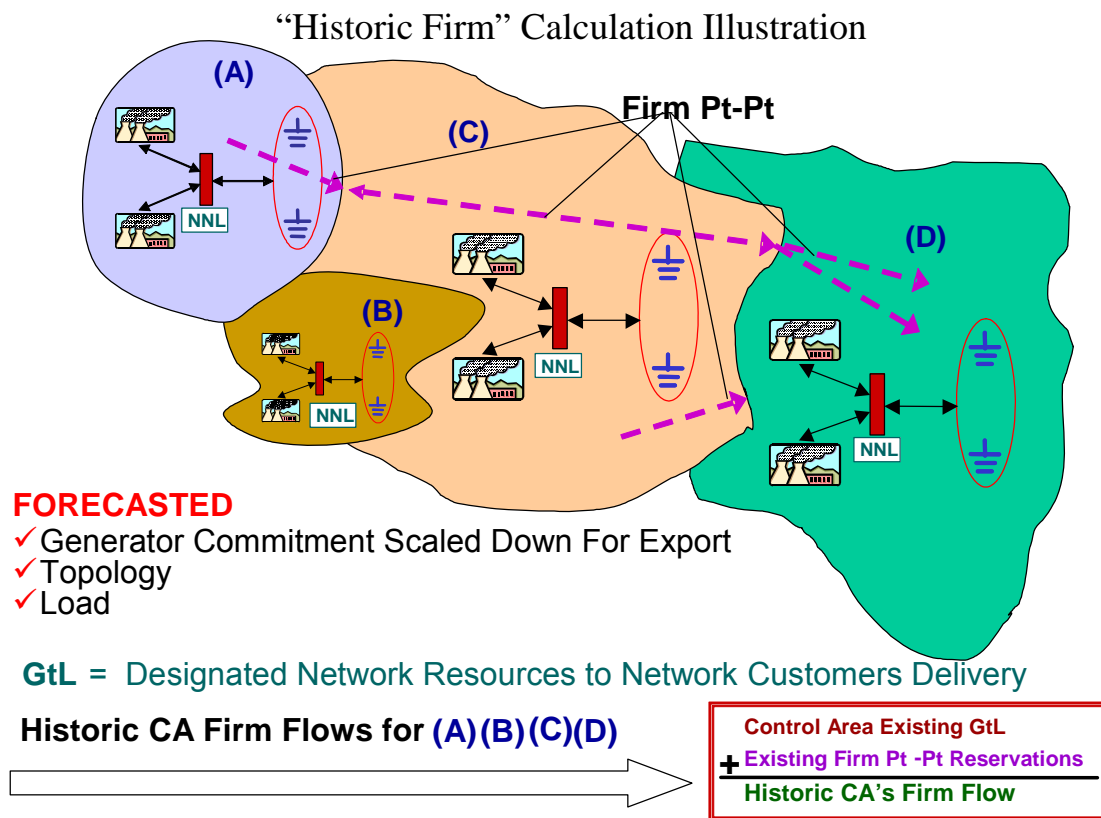 “Historic Firm” Calculation Illustration
(A)
(C)
Firm Pt-Pt
(D)
NNL
(B)
NNL
NNL
NNL
FORECASTED
✓Generator Commitment Scaled Down For Export
✓Topology
✓Load
GtL = Designated Network Resources to Network Customers Delivery
Historic CA Firm Flows for (A)(B)(C)(D)
Control Area Existing GtL
+ Existing Firm Pt -Pt Reservations
Historic CA's Firm Flow